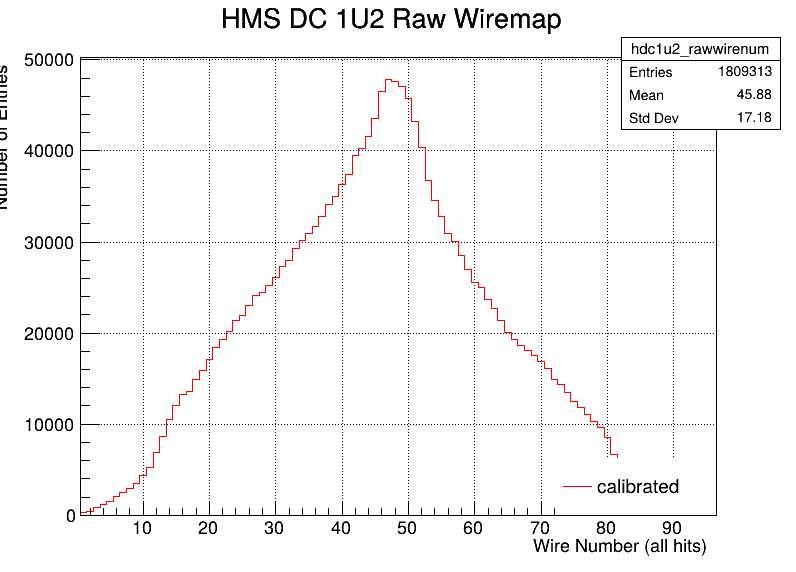 HMS DC 1U2 Raw Wiremap
hdc1u2_rawwirenum
Entries 1809313
Mean 45.88
Std Dev 17.18
Number of Entries
50000
40000
30000
20000
10000
0
10 20 30 40 50 60 70 80 90
calibrated
Wire Number (all hits)